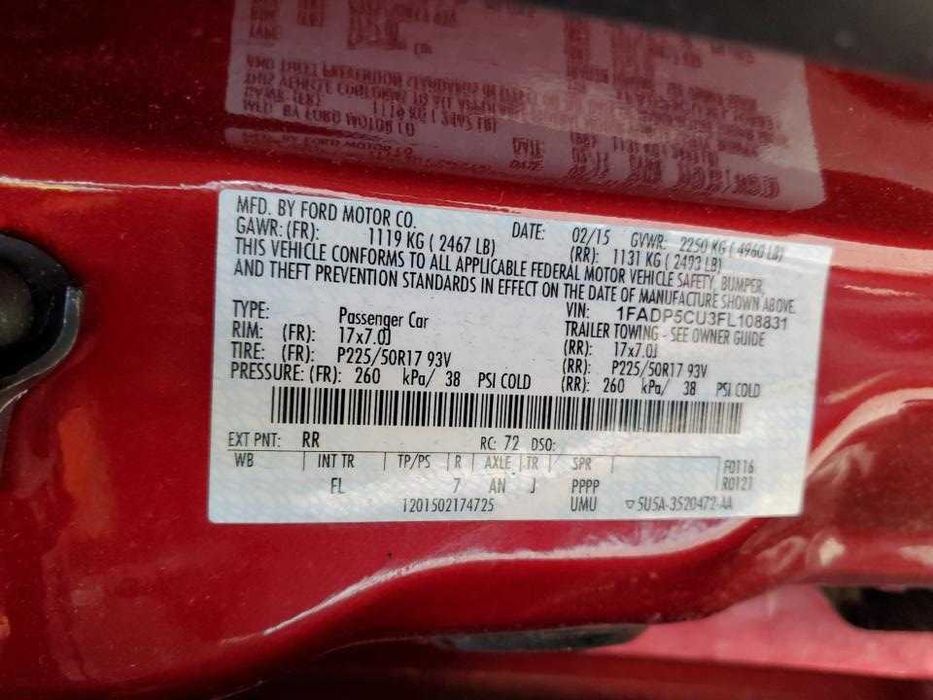 MFD. BY FORD MOTOR CO. DATE: 02/15 GVWR: 2250 KG ( 4960 LB)
GAWR: (FR): 1119 KG ( 2467 LB) (RR): 1131 KG ( 2493 LB)
THIS VEHICLE CONFORMS TO ALL APPLICABLE FEDERAL MOTOR VEHICLE SAFETY, BUMPER,
AND THEFT PREVENTION STANDARDS IN EFFECT ON THE DATE OF MANUFACTURE SHOWN ABOVE.
VIN: 1FADP5CU3FL108831
TYPE: Passenger Car TRAILER TOWING - SEE OWNER GUIDE
RIM: (FR): 17x7.0J (RR): 17x7.0J
TIRE: (FR): P225/50R17 93V (RR): P225/50R17 93V
PRESSURE: (FR): 260 kPa/ 38 PSI COLD (RR): 260 kPa/ 38 PSI COLD
EXT PNT: RR RC: 72 DSO:
WB INT TR TP/PS R AXLE TR SPR F0116
FL 7 AN J PPPP R0121
1201502174725 UMU 5U5A-3520472-AA